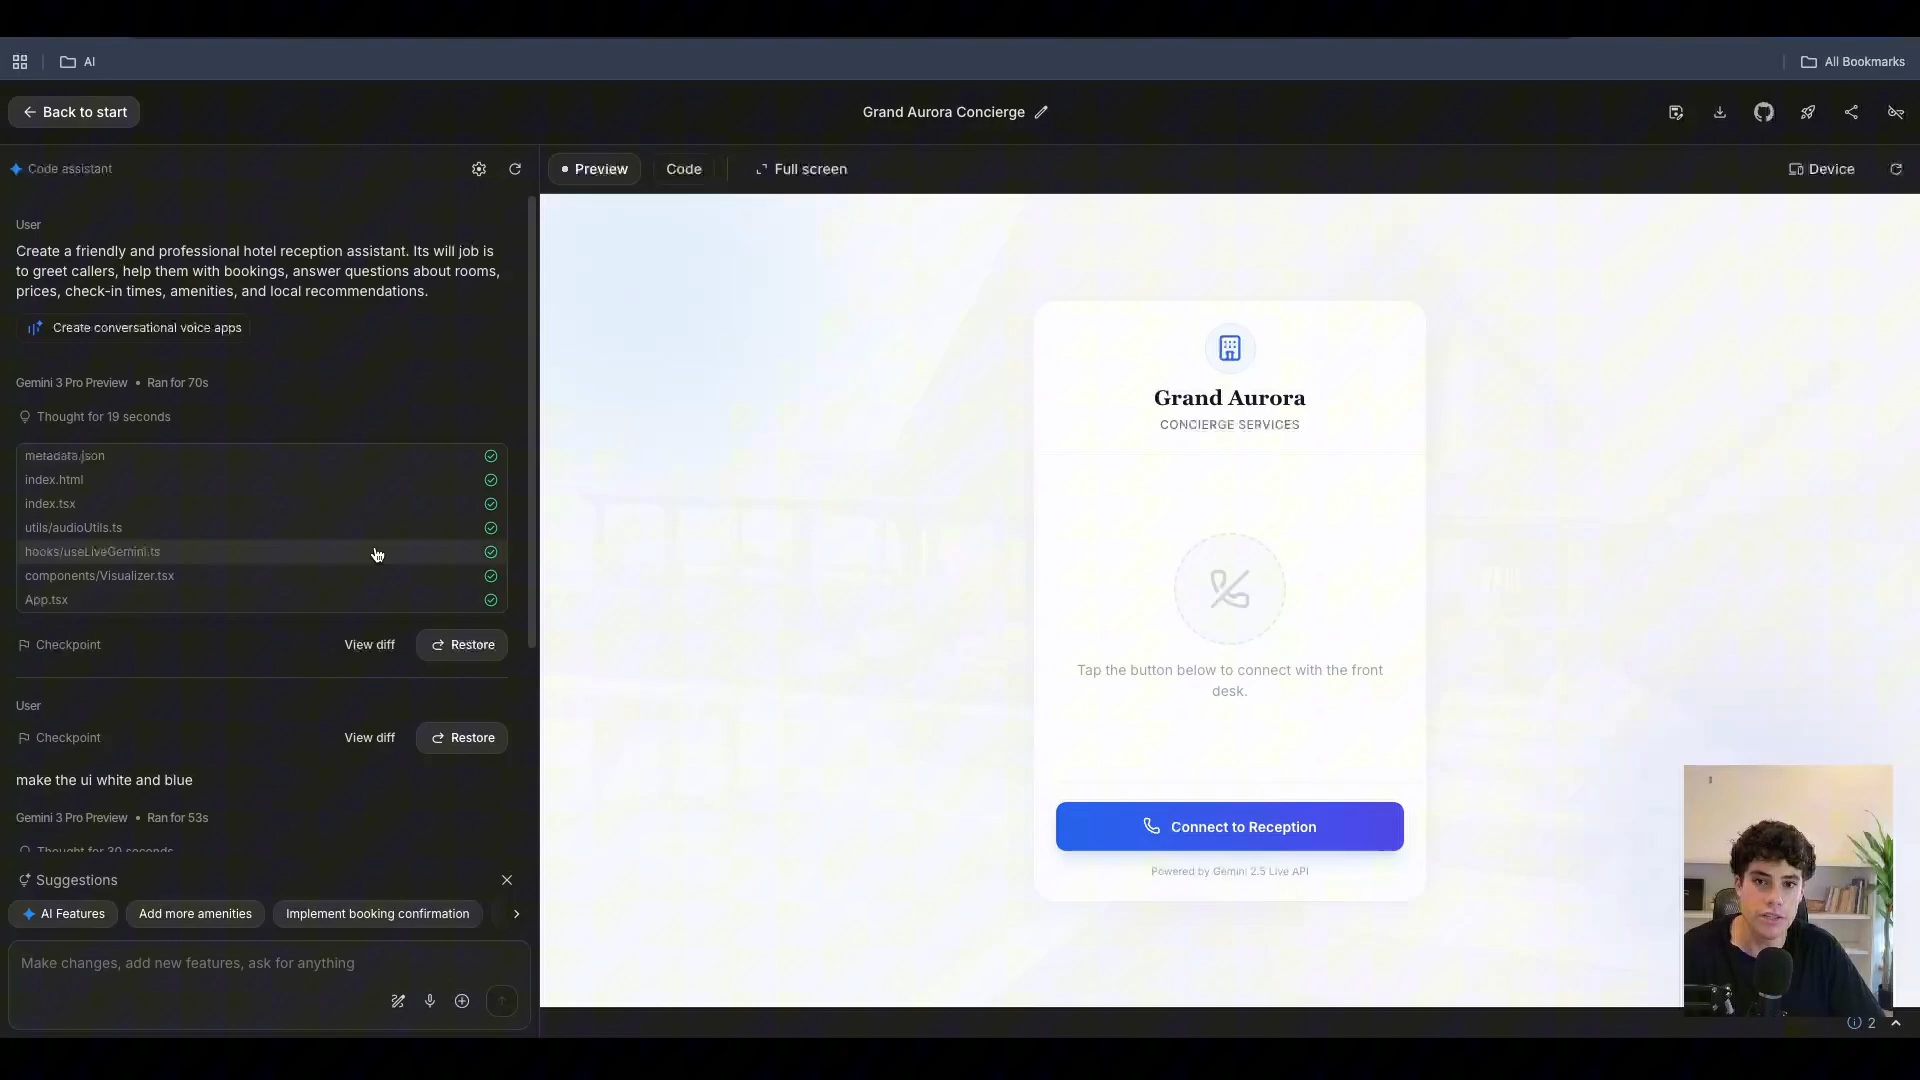 AI
All Bookmarks
Back to start
Grand Aurora Concierge
Code assistant
Preview
Code
Full screen
Device
User
Create a friendly and professional hotel reception assistant. Its will job is
to greet callers, help them with bookings, answer questions about rooms,
prices, check-in times, amenities, and local recommendations.
Create conversational voice apps
Gemini 3 Pro Preview • Ran for 70s
Thought for 19 seconds
metadata.json
index.html
index.tsx
utils/audioUtils.ts
hooks/useLiveGemini.ts
components/Visualizer.tsx
App.tsx
Checkpoint
View diff
Restore
User
Checkpoint
View diff
Restore
make the ui white and blue
Gemini 3 Pro Preview • Ran for 53s
Thought for 30 seconds
Suggestions
AI Features
Add more amenities
Implement booking confirmation
Make changes, add new features, ask for anything
Grand Aurora
CONCIERGE SERVICES
Tap the button below to connect with the front
desk.
Connect to Reception
Powered by Gemini 2.5 Live API
2